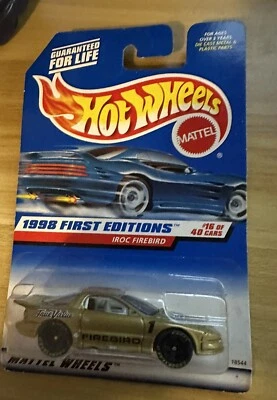 GUARANTEED
FOR LIFE
FOR AGES
OVER 3 YEARS
DIE CAST METAL &
PLASTIC PARTS
HOT WHEELS
MATTEL
1998 FIRST EDITIONS™
IROC FIREBIRD
#16 OF
40 CARS
FIREBIRD
MATTEL WHEELS
18544